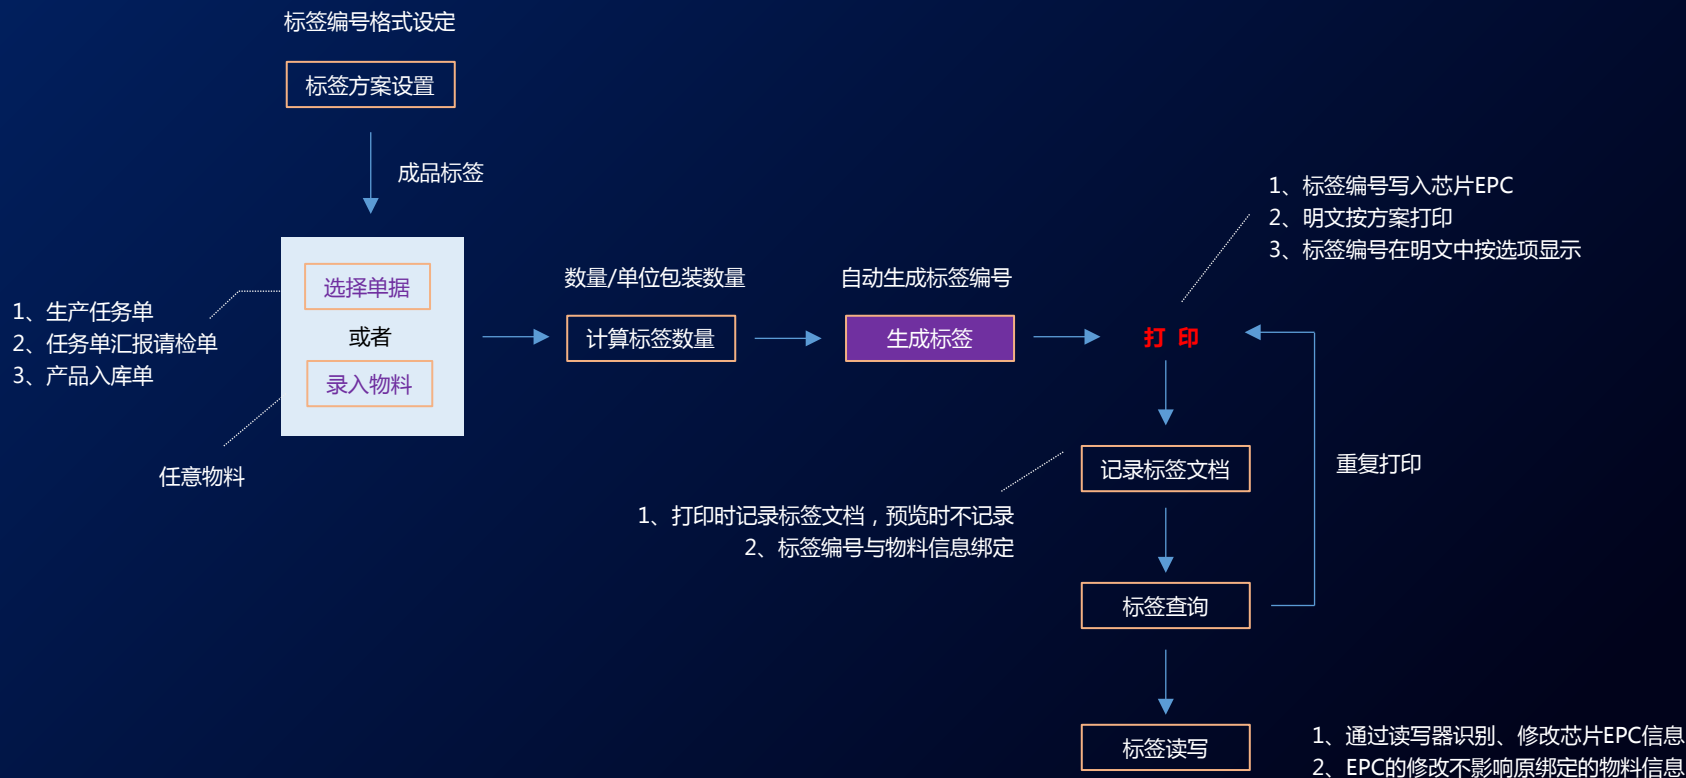 标签编号格式设定
标签方案设置
成品标签
1、标签编号写入芯片EPC
2、明文按方案打印
3、标签编号在明文中按选项显示
选择单据
或者
录入物料
1、生产任务单
2、任务单汇报请检单
3、产品入库单
任意物料
数量/单位包装数量
计算标签数量
自动生成标签编号
生成标签
打 印
记录标签文档
重复打印
1、打印时记录标签文档，预览时不记录
2、标签编号与物料信息绑定
标签查询
标签读写
1、通过读写器识别、修改芯片EPC信息
2、EPC的修改不影响原绑定的物料信息